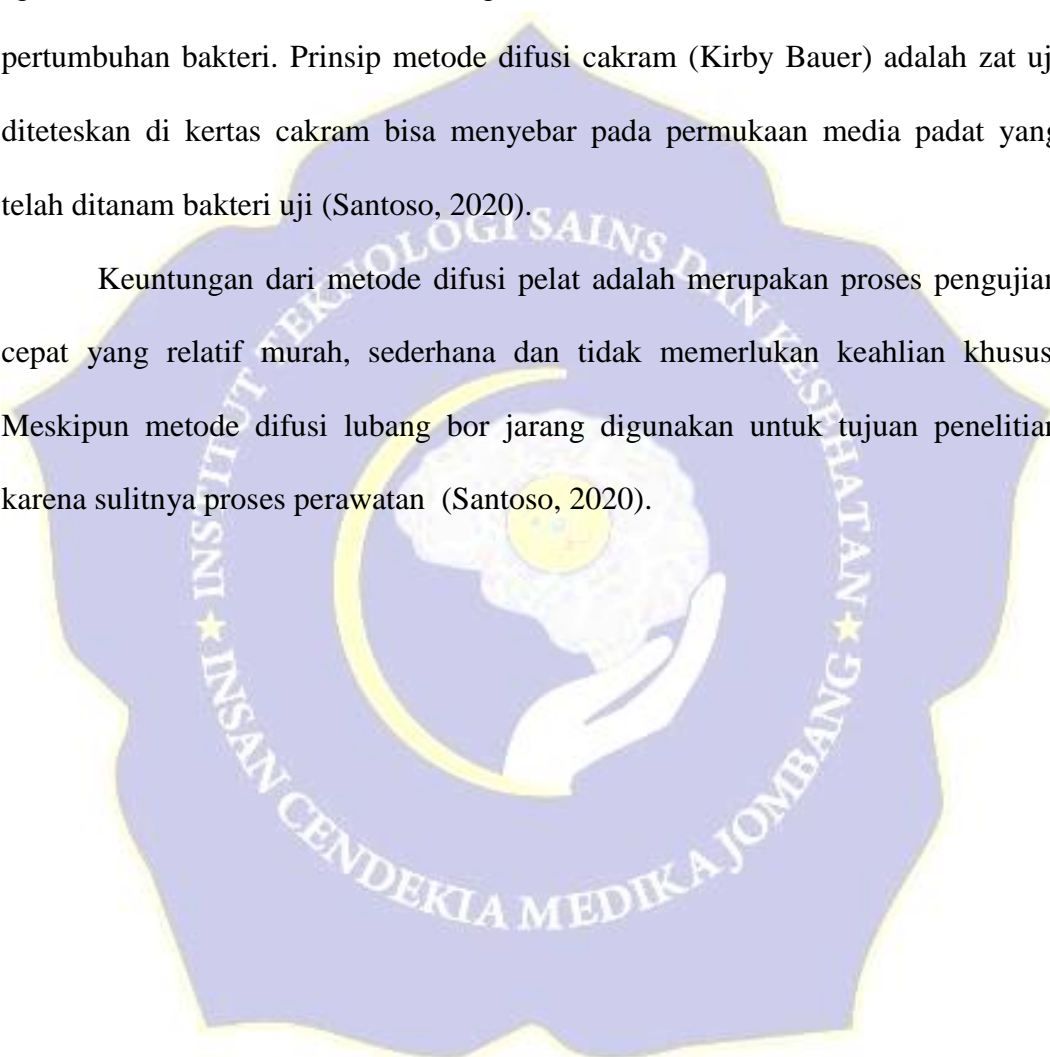 pertumbuhan bakteri. Prinsip metode difusi cakram (Kirby Bauer) adalah zat uj
diteteskan di kertas cakram bisa menyebar pada permukaan media padat yang
telah ditanam bakteri uji (Santoso, 2020).
Keuntungan dari metode difusi pelat adalah merupakan proses pengujian
cepat yang relatif murah, sederhana dan tidak memerlukan keahlian khusus
Meskipun metode difusi lubang bor jarang digunakan untuk tujuan penelitian
karena sulitnya proses perawatan (Santoso, 2020).
INSTITUT TEKNOLOGI SAINS DAN KESEHATAN
INSAN CENDEKIA MEDIKA JOMBANG